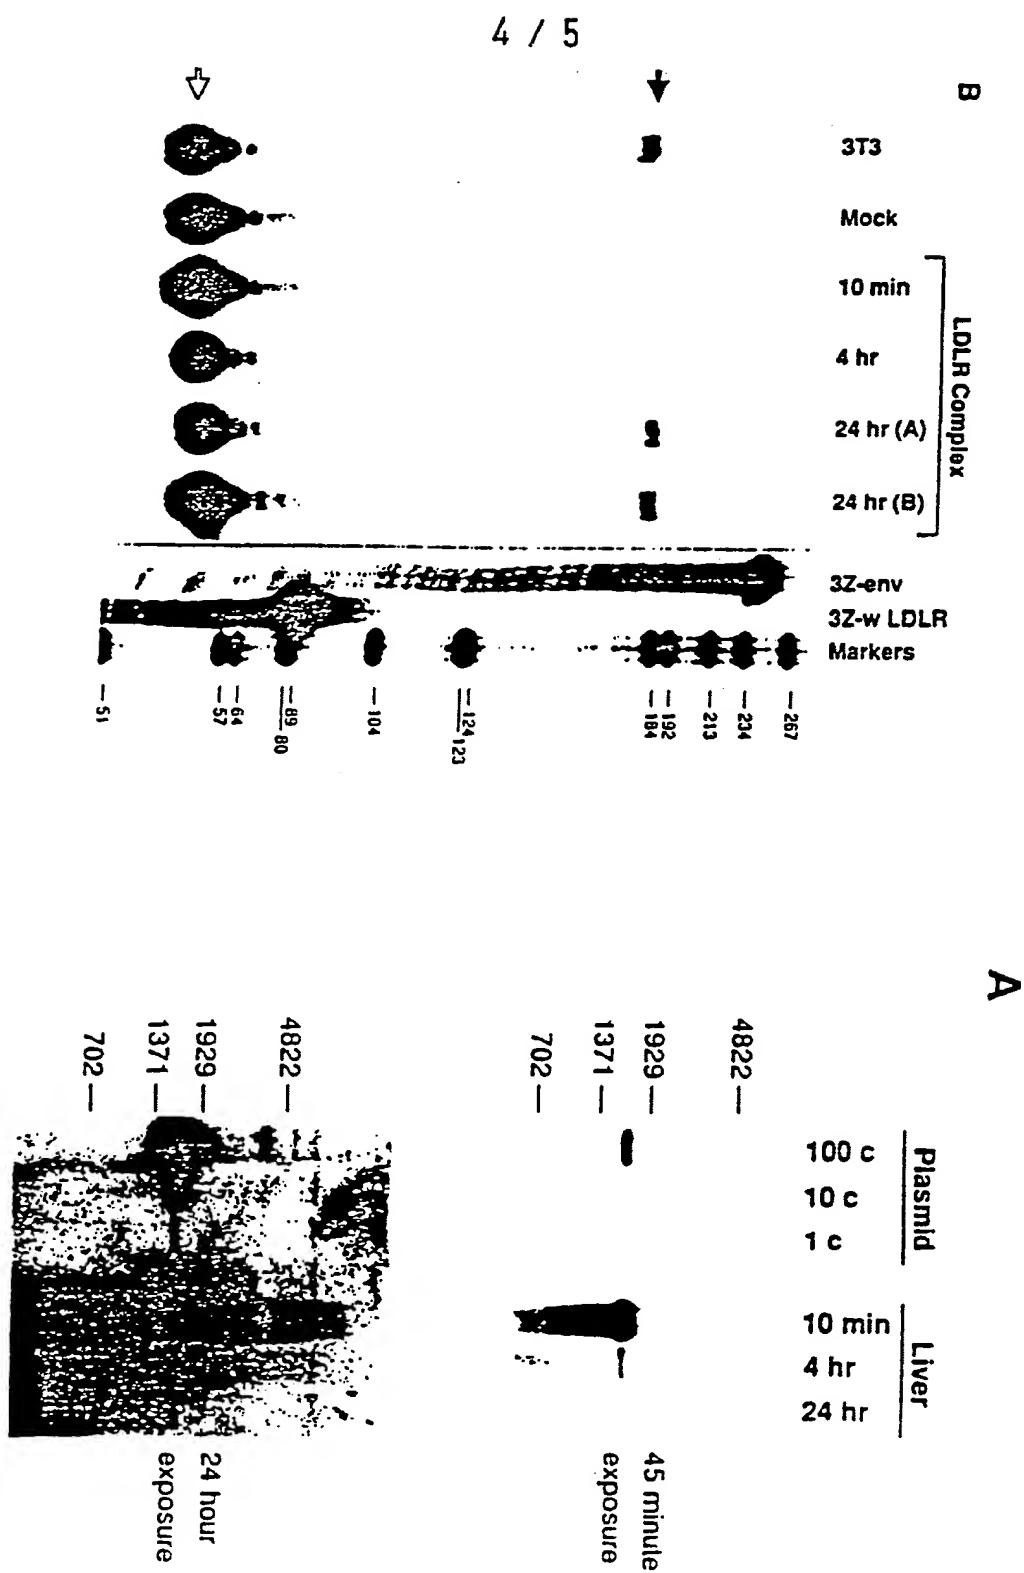 4 / 5
B
3T3
Mock
10 min
4 hr
24 hr (A)
24 hr (B)
LDLR Complex
3Z-env
3Z-w LDLR
Markers
267
234
213
192
184
124
123
104
89
80
64
57
51
A
Plasmid
100 c
10 c
1 c
Liver
10 min
4 hr
24 hr
4822
1929
1371
702
45 minute
exposure
4822
1929
1371
702
24 hour
exposure